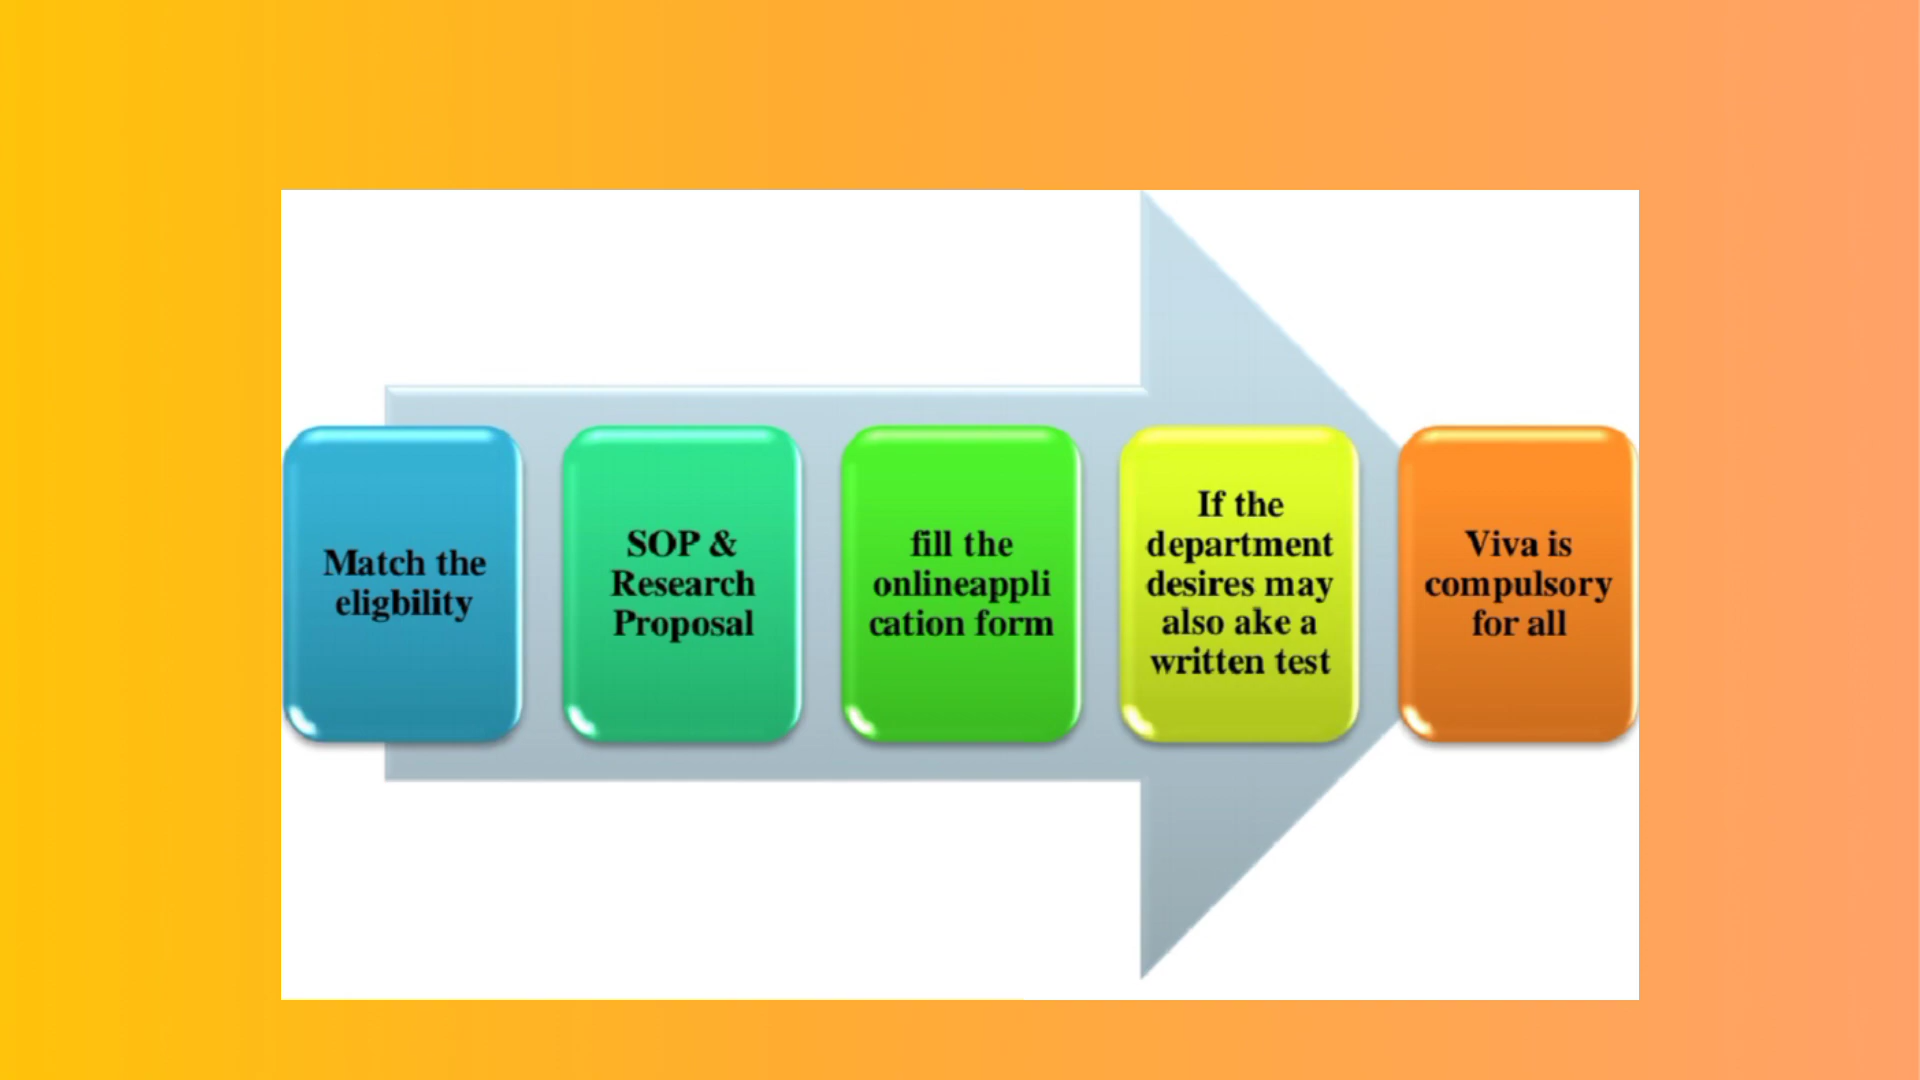 Match the
eligbility
SOP &
Research
Proposal
fill the
onlineappli
cation form
If the
department
desires may
also ake a
written test
Viva is
compulsory
for all